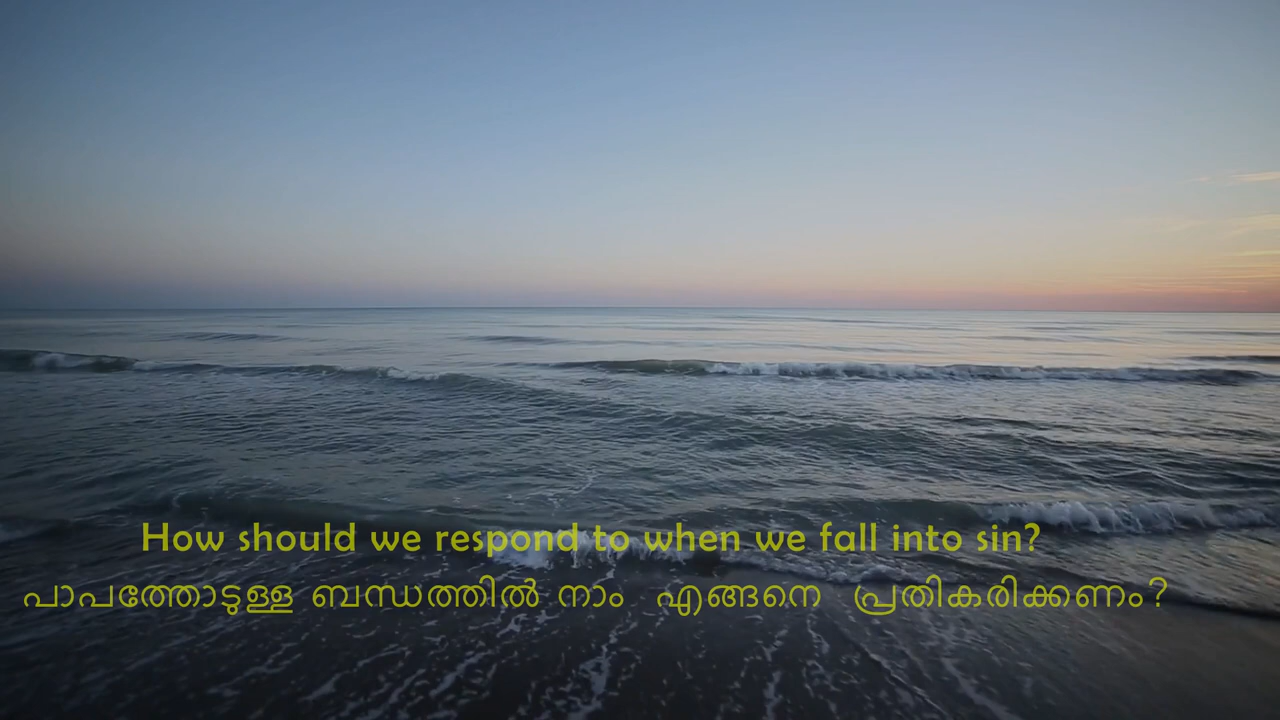 How should we respond to when we fall into sin?
പാപത്തോടുള്ള ബന്ധത്തിൽ നാം എങ്ങനെ പ്രതികരിക്കണം?